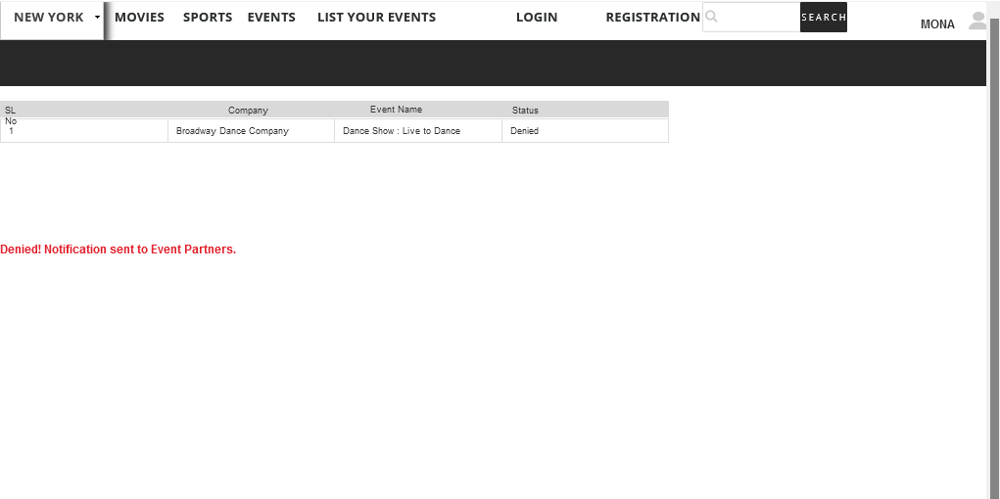 NEW YORK MOVIES SPORTS EVENTS LIST YOUR EVENTS LOGIN REGISTRATION SEARCH MONA
SL No Company Event Name Status
1 Broadway Dance Company Dance Show : Live to Dance Denied
Denied! Notification sent to Event Partners.